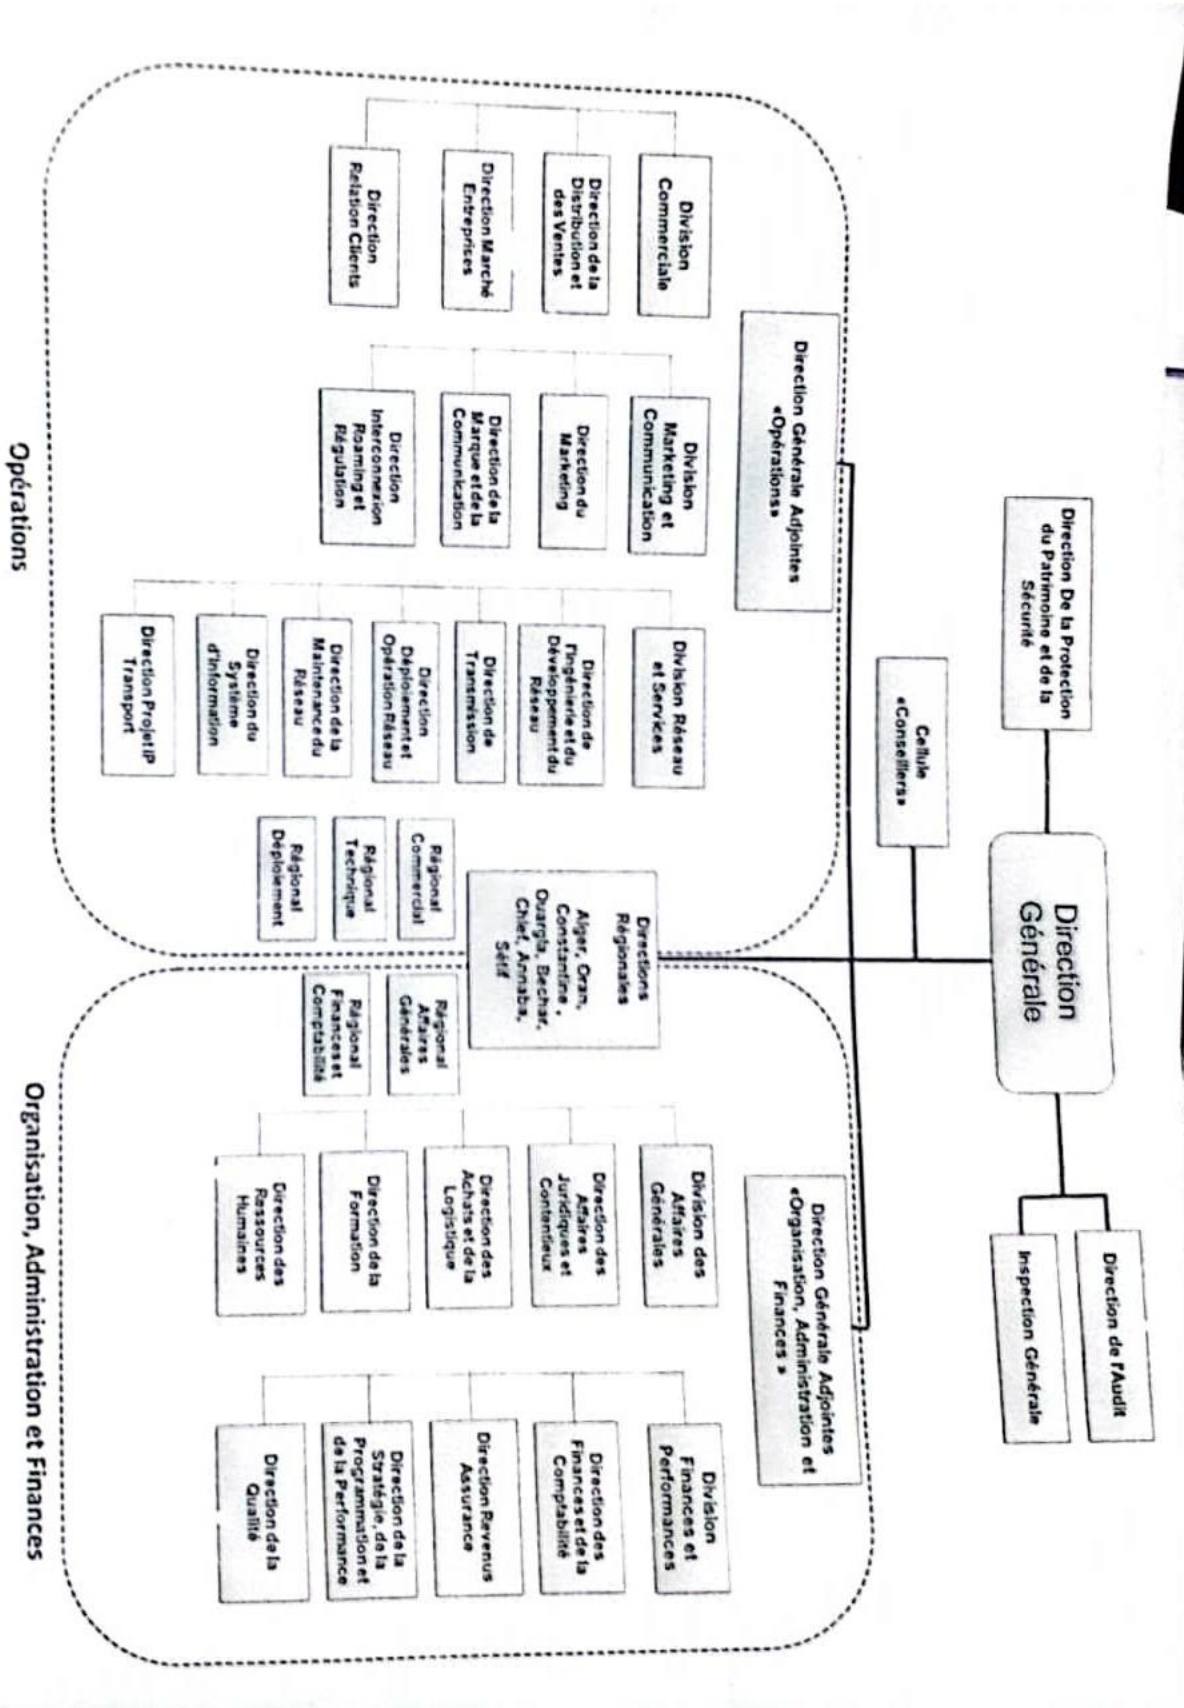 Direction De la Protection
du Patrimoine et de la
Sécurité
Direction
Générale
Direction de l'Audit
Inspection Générale
Cellule
«Conseillers»
Direction Générale Adjointes
«Opérations»
Direction Générale Adjointes
«Organisation, Administration et
Finances »
Division
Commerciale
Direction de la
Distribution et
des Ventes
Direction Marché
Entreprises
Direction
Relation Clients
Division
Marketing et
Communication
Direction du
Marketing
Direction de la
Marque et de la
Communication
Direction
Interconnexion
Roaming et
Régulation
Division Réseau
et Services
Direction de
l'Ingénierie et du
Développement du
Réseau
Direction de
Transmission
Direction
Déploiement et
Opération Réseau
Direction de la
Maintenance du
Réseau
Direction du
Système
d'information
Direction Projet IP
Transport
Directions
Régionales
Alger, Oran,
Constantine ,
Ouargla, Bechar,
Chlef, Annaba,
Sétif
Régional
Commercial
Régional
Technique
Régional
Déploiement
Régional
Affaires
Générales
Régional
Finances et
Comptabilité
Division des
Affaires
Générales
Direction des
Affaires
Juridiques et
Contentieux
Direction des
Achats et de la
Logistique
Direction de la
Formation
Direction des
Ressources
Humaines
Division
Finances et
Performances
Direction des
Finances et de la
Comptabilité
Direction Revenus
Assurance
Direction de la
Stratégie, de la
Programmation et
de la Performance
Direction de la
Qualité
Opérations
Organisation, Administration et Finances